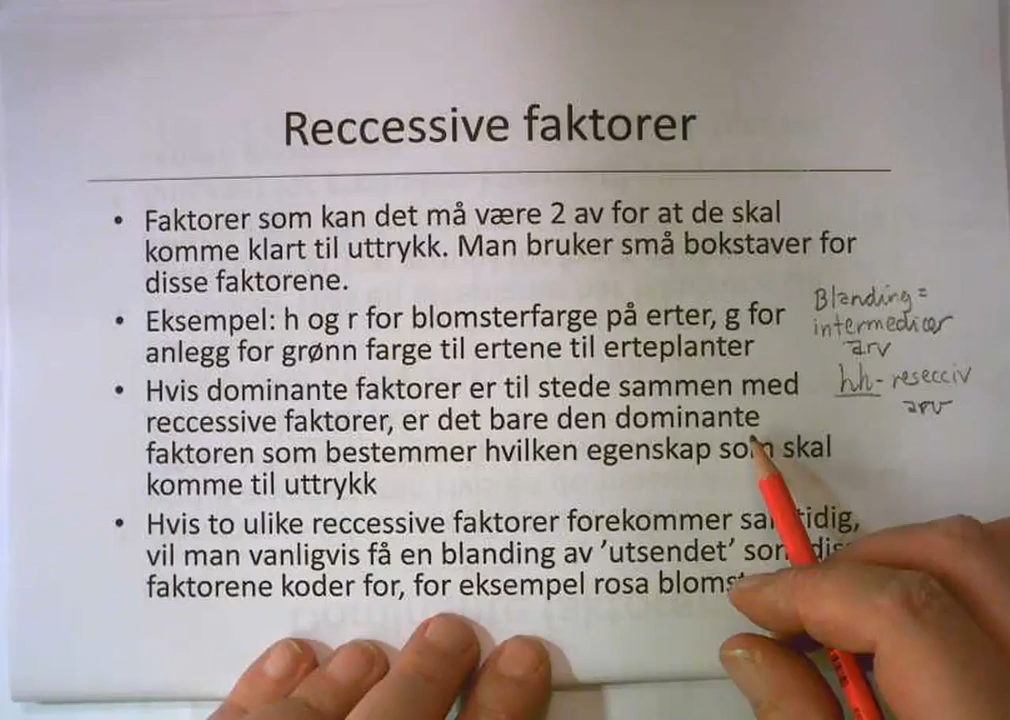 Reccessive faktorer
• Faktorer som kan det må være 2 av for at de skal
komme klart til uttrykk. Man bruker små bokstaver for
disse faktorene.
• Eksempel: h og r for blomsterfarge på erter, g for
anlegg for grønn farge til ertene til erteplanter
• Hvis dominante faktorer er til stede sammen med
reccessive faktorer, er det bare den dominante
faktoren som bestemmer hvilken egenskap som skal
komme til uttrykk
• Hvis to ulike reccessive faktorer forekommer
vil man vanligvis få en blanding av 'utsendet'
faktorene koder for, for eksempel rosa
Blanding =
intermediær
arv
hh - resecciv
arv